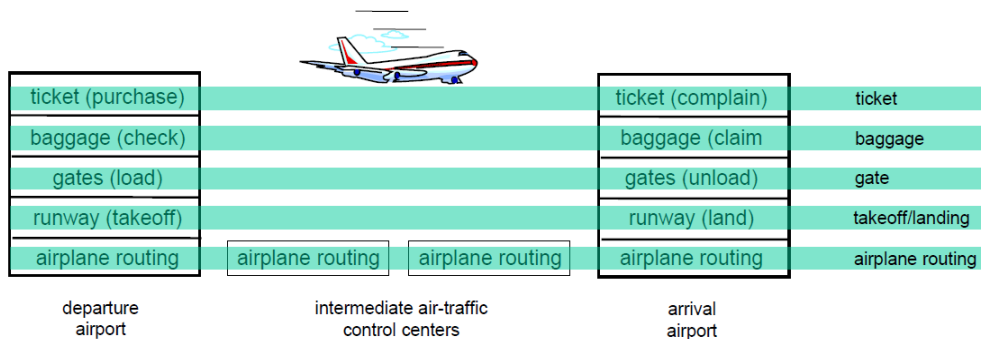 ticket (purchase) ticket (complain) ticket
baggage (check) baggage (claim baggage
gates (load) gates (unload) gate
runway (takeoff) runway (land) takeoff/landing
airplane routing airplane routing airplane routing airplane routing airplane routing
departure
airport
intermediate air-traffic
control centers
arrival
airport